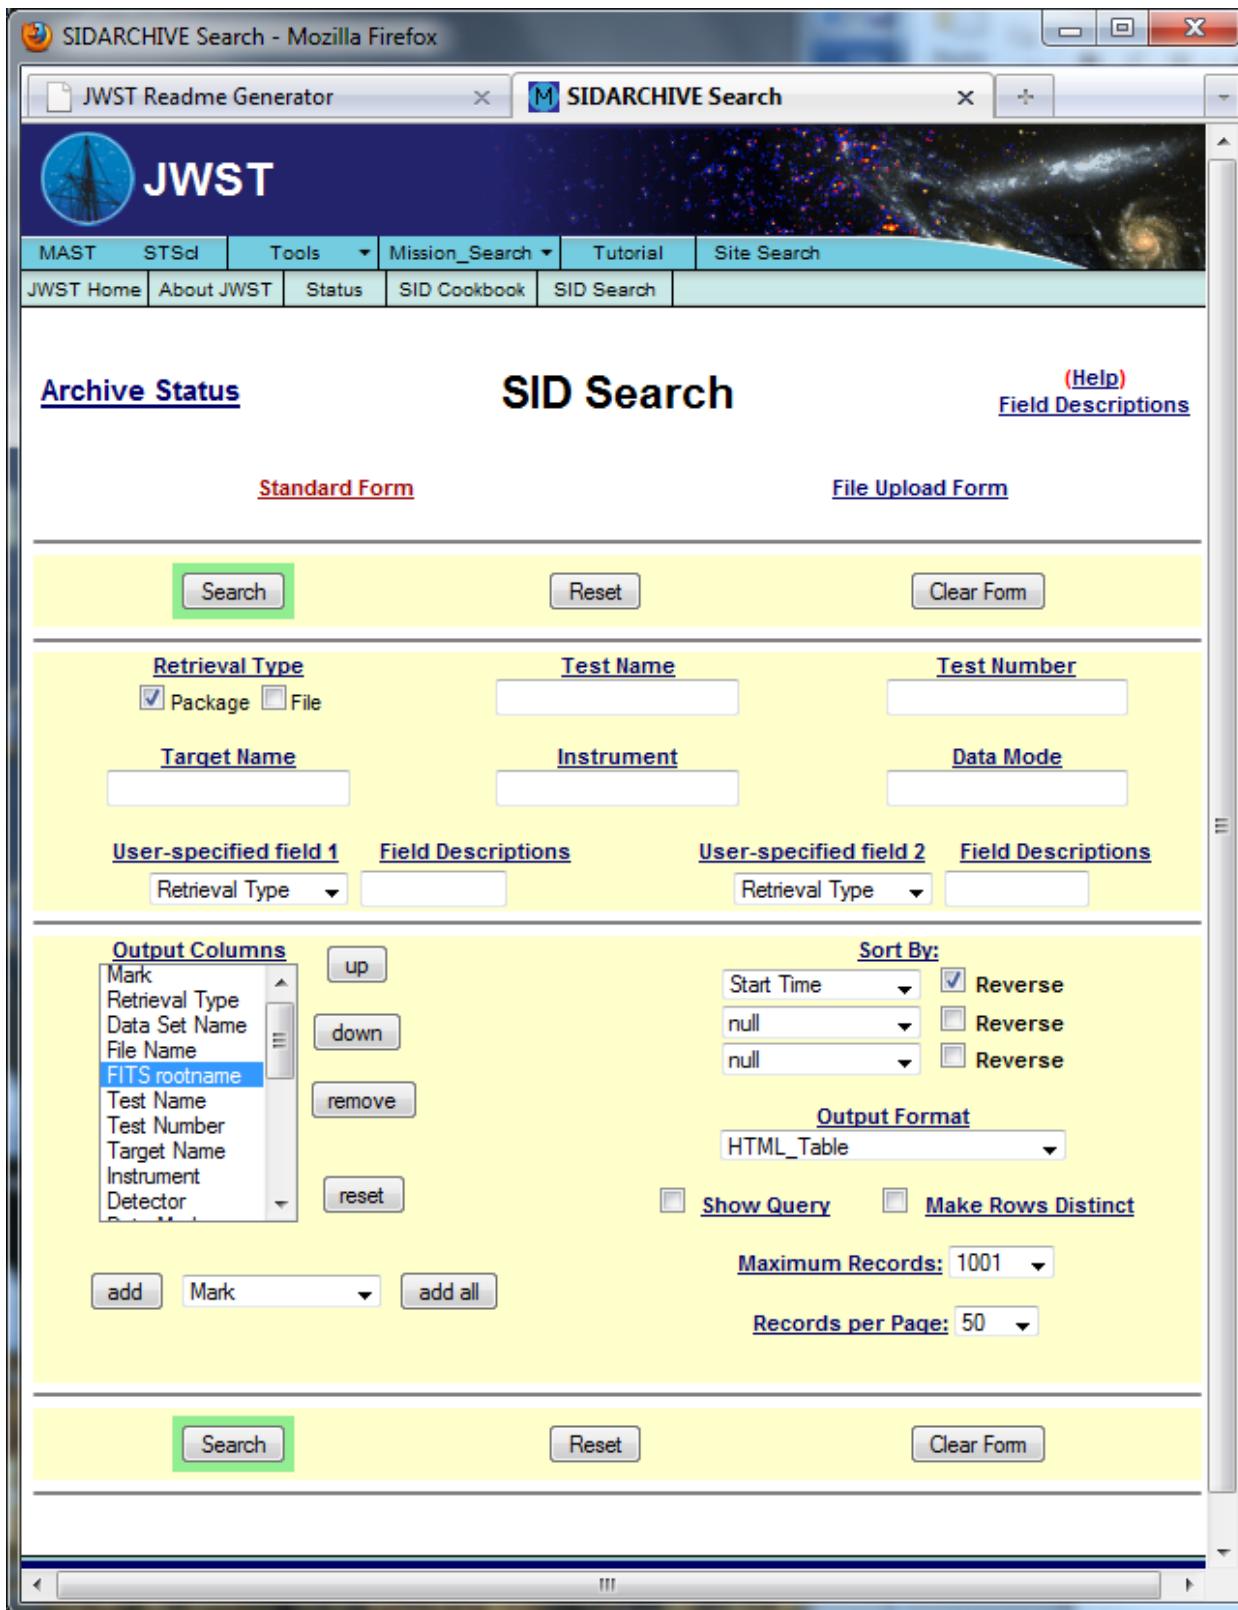 SIDARCHIVE Search - Mozilla Firefox
JWST Readme Generator SIDARCHIVE Search
JWST
MAST STScI Tools Mission_Search Tutorial Site Search
JWST Home About JWST Status SID Cookbook SID Search
Archive Status SID Search (Help)
Field Descriptions
Standard Form File Upload Form
Search Reset Clear Form
Retrieval Type Test Name Test Number
Package File
Target Name Instrument Data Mode
User-specified field 1 Field Descriptions User-specified field 2 Field Descriptions
Retrieval Type Retrieval Type
Output Columns
Mark
Retrieval Type
Data Set Name
File Name
FITS rootname
Test Name
Test Number
Target Name
Instrument
Detector
up
down
remove
reset
add Mark add all
Sort By:
Start Time Reverse
null Reverse
null Reverse
Output Format
HTML_Table
Show Query Make Rows Distinct
Maximum Records: 1001
Records per Page: 50
Search Reset Clear Form